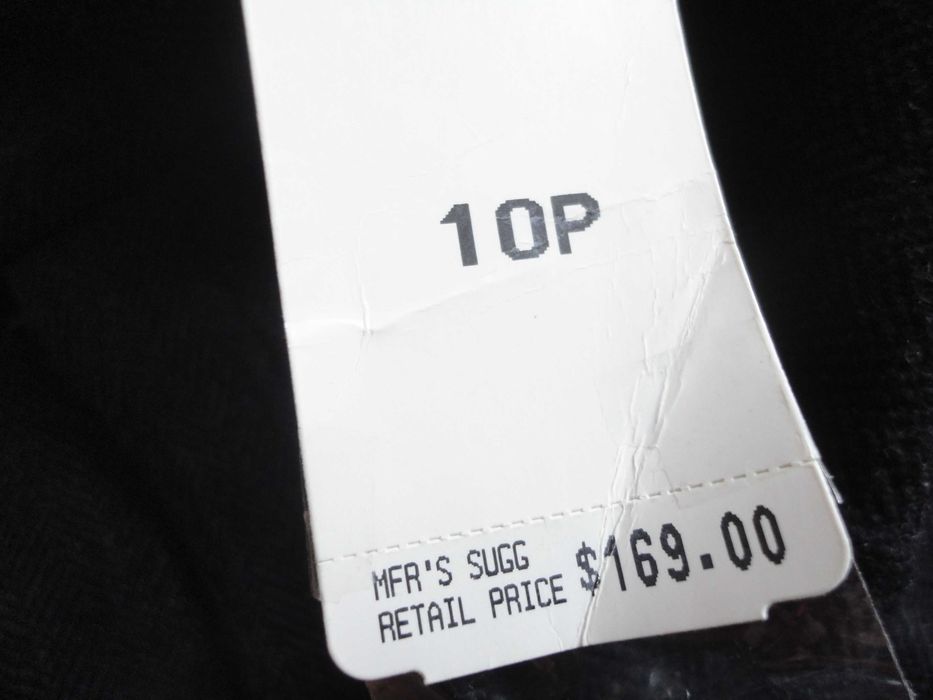 10P
MFR'S SUGG
RETAIL PRICE $169.00